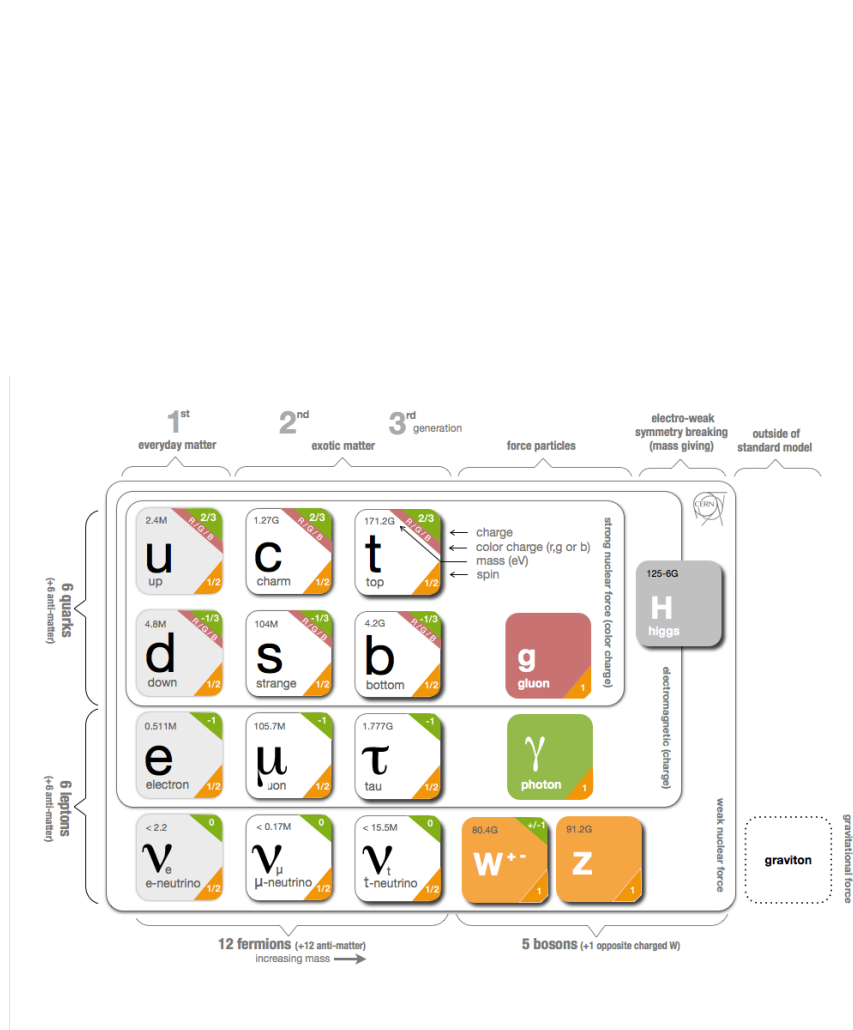 1st
2nd
3rd generation
everyday matter
exotic matter
force particles
electro-weak
symmetry breaking
(mass giving)
outside of
standard model
6 quarks
(+6 anti-matter)
2.4M
2/3
R/G/B
u
up
1/2
1.27G
2/3
R/G/B
c
charm
1/2
171.2G
2/3
R/G/B
t
top
1/2
charge
color charge (r,g or b)
mass (eV)
spin
strong nuclear force (color charge)
CERN
125-6G
H
higgs
4.8M
-1/3
R/G/B
d
down
1/2
104M
-1/3
R/G/B
s
strange
1/2
4.2G
-1/3
R/G/B
b
bottom
1/2
g
gluon
1
6 leptons
(+6 anti-matter)
0.511M
-1
e
electron
1/2
105.7M
-1
μ
uon
1/2
1.777G
-1
τ
tau
1/2
γ
photon
1
electromagnetic (charge)
< 2.2
0
νe
e-neutrino
1/2
< 0.17M
0
νμ
μ-neutrino
1/2
< 15.5M
0
νt
t-neutrino
1/2
80.4G
+/-1
W+-
1
91.2G
Z
1
weak nuclear force
graviton
gravitational force
12 fermions (+12 anti-matter)
increasing mass
5 bosons (+1 opposite charged W)